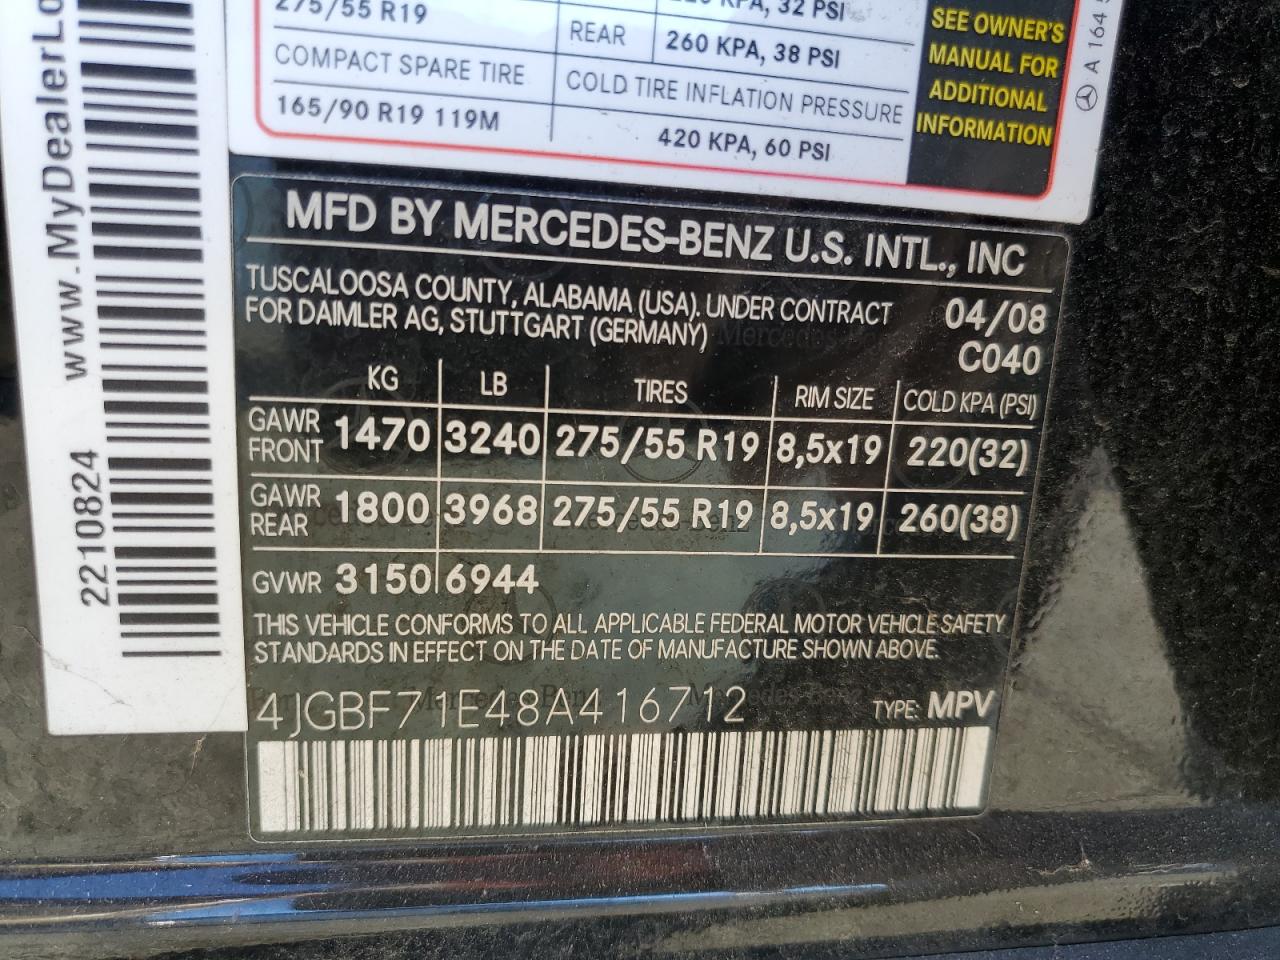 275/55 R19
REAR
260 KPA, 38 PSI
KPA, 32 PSI
COMPACT SPARE TIRE
COLD TIRE INFLATION PRESSURE
165/90 R19 119M
420 KPA, 60 PSI
SEE OWNER'S
MANUAL FOR
ADDITIONAL
INFORMATION
A 164
www.MyDealerLo
22210824
MFD BY MERCEDES-BENZ U.S. INTL., INC
TUSCALOOSA COUNTY, ALABAMA (USA). UNDER CONTRACT
FOR DAIMLER AG, STUTTGART (GERMANY)
04/08
C040
KG LB TIRES RIM SIZE COLD KPA (PSI)
GAWR FRONT 1470 3240 275/55 R19 8,5x19 220(32)
GAWR REAR 1800 3968 275/55 R19 8,5x19 260(38)
GVWR 3150 6944
THIS VEHICLE CONFORMS TO ALL APPLICABLE FEDERAL MOTOR VEHICLE SAFETY
STANDARDS IN EFFECT ON THE DATE OF MANUFACTURE SHOWN ABOVE.
4JGBF71E48A416712
TYPE: MPV